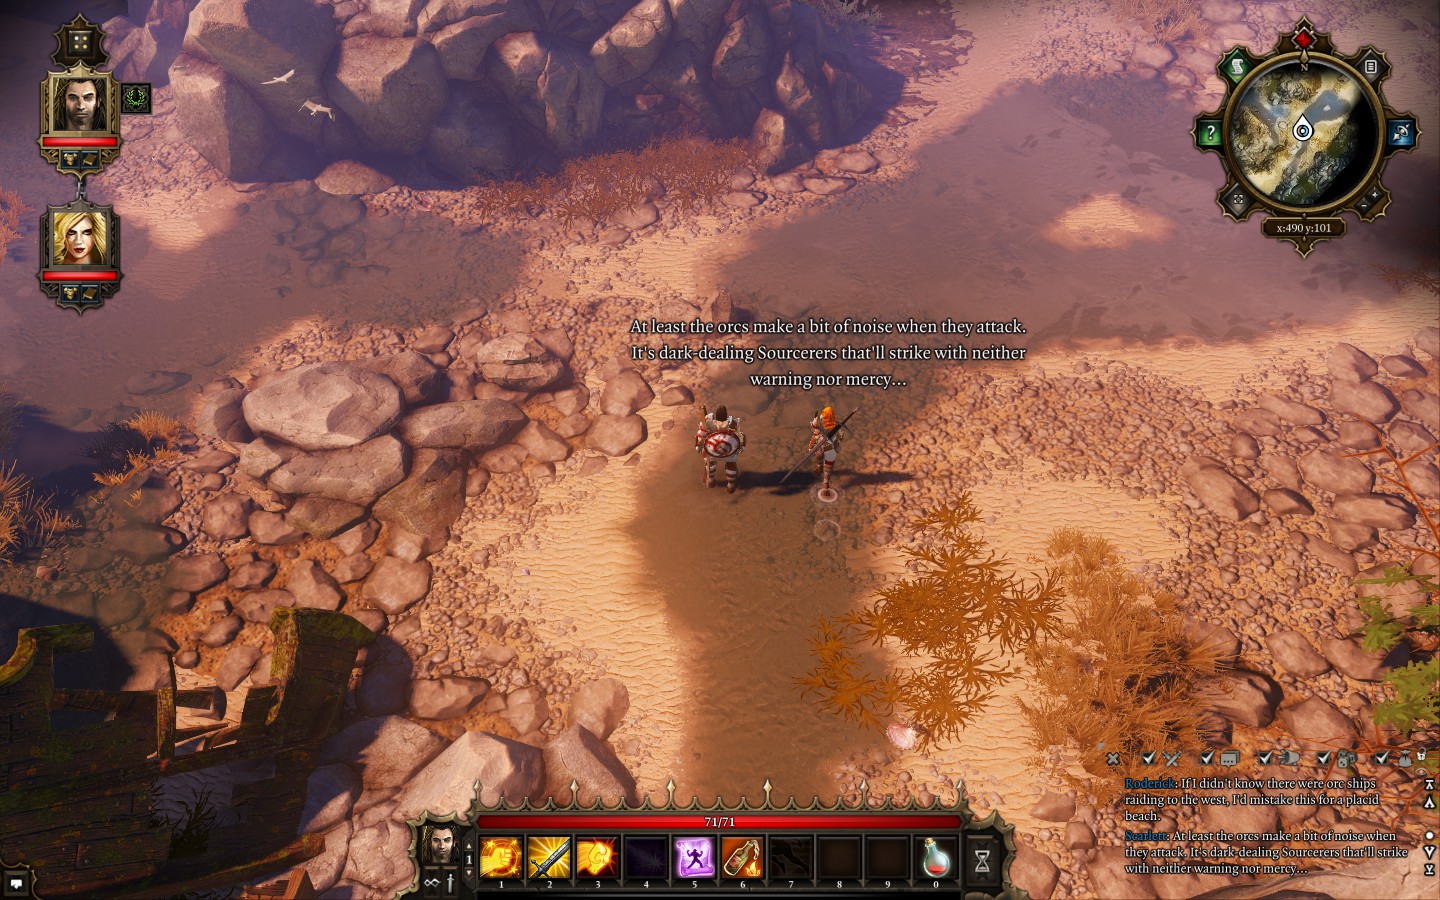 N
?
x:490 y:101
At least the orcs make a bit of noise when they attack.
It's dark-dealing Sourcerers that'll strike with neither
warning nor mercy...
Roderick: If I didn't know there were orc ships
raiding to the west, I'd mistake this for a placid
beach.
Scarlett: At least the orcs make a bit of noise when
they attack. It's dark-dealing Sourcerers that'll strike
with neither warning nor mercy...
71/71
1
1 2 3 4 5 6 7 8 9 0